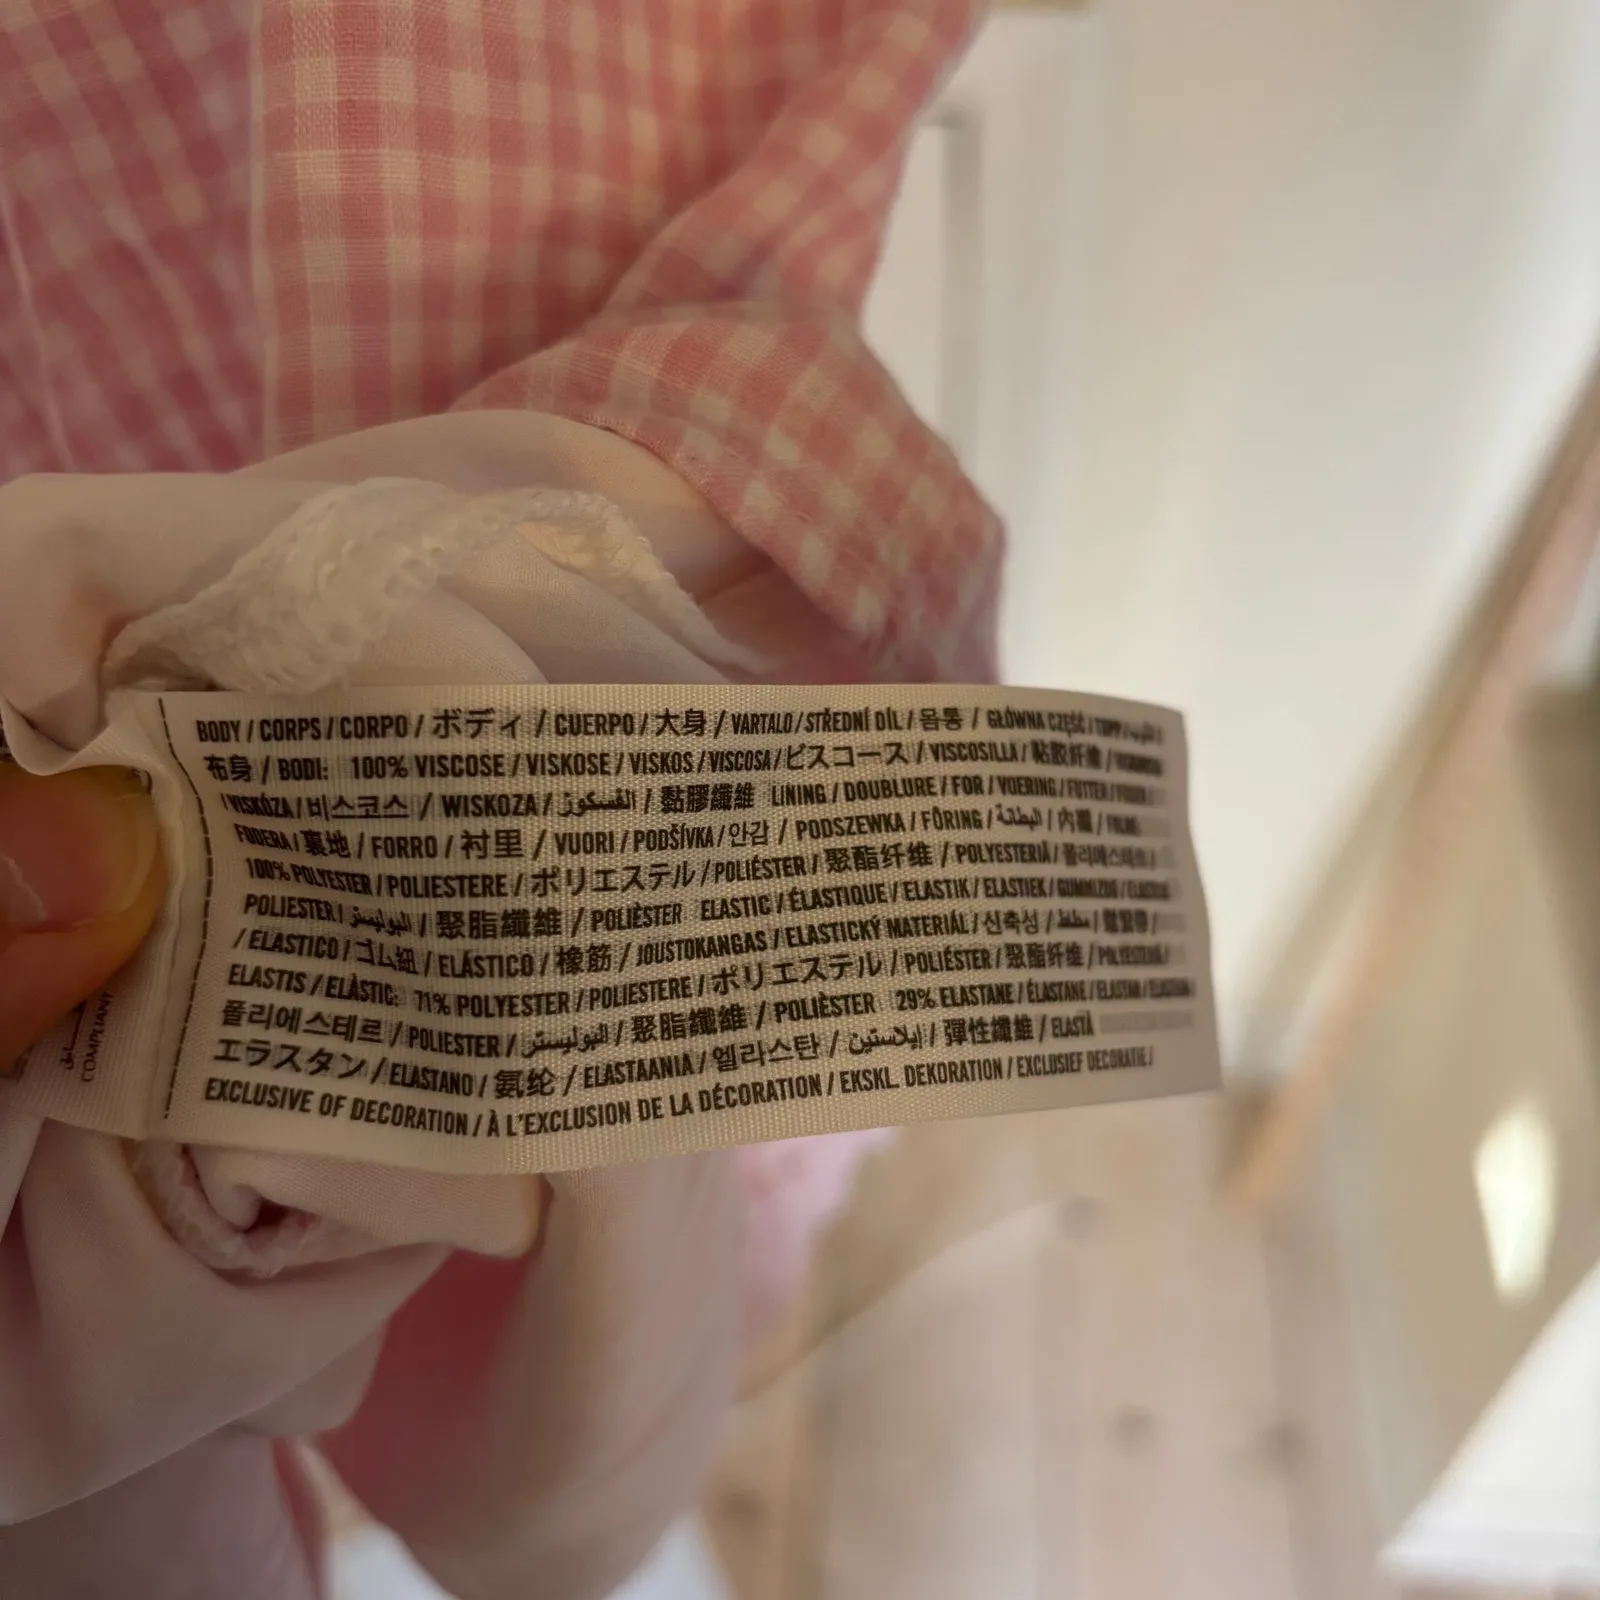 BODY / CORPS / CORPO / ボディ / CUERPO / 大身 / VARTALO / STŘEDNÍ DÍL / 몸통 / GŁÓWNA CZĘŚĆ /
布身 / BODI: 100% VISCOSE / VISKOSE / VISKOS / VISCOSA / ビスコース / VISCOSILLA / 粘胶纤维 /
/ VISKÓZA / 비스코스 / WISKOZA / الفسكوز / 黏膠纖維 LINING / DOUBLURE / FOR / VOERING / FUTTER /
FODERA / 裏地 / FORRO / 衬里 / VUORI / PODŠÍVKA / 안감 / PODSZEWKA / FÔRING / البطانة / 內襯 /
100% POLYESTER / POLIESTERE / ポリエステル / POLIÉSTER / 聚酯纤维 / POLYESTERIÁ / 폴리에스테르 /
POLIESTER / البوليستر / 聚脂纖維 / POLIÈSTER ELASTIC / ÉLASTIQUE / ELASTIK / ELASTIEK / GUMMIZUG /
/ ELASTICO / ゴム紐 / ELÁSTICO / 橡筋 / JOUSTOKANGAS / ELASTICKÝ MATERIÁL / 신축성 / مطط /
ELASTIS / ELÀSTIC: 71% POLYESTER / POLIESTERE / ポリエステル / POLIÉSTER / 聚酯纤维 /
폴리에스테르 / POLIESTER / البوليستر / 聚脂纖維 / POLIÈSTER 29% ELASTANE / ÉLASTANE / ELASTAN /
エラスタン / ELASTANO / 氨纶 / ELASTAANIA / 엘라스탄 / إيلاستين / 彈性纖維 / ELASTÀ
EXCLUSIVE OF DECORATION / À L'EXCLUSION DE LA DÉCORATION / EKSKL. DEKORATION / EXCLUSIEF DECORATIE /
COMPLIANT